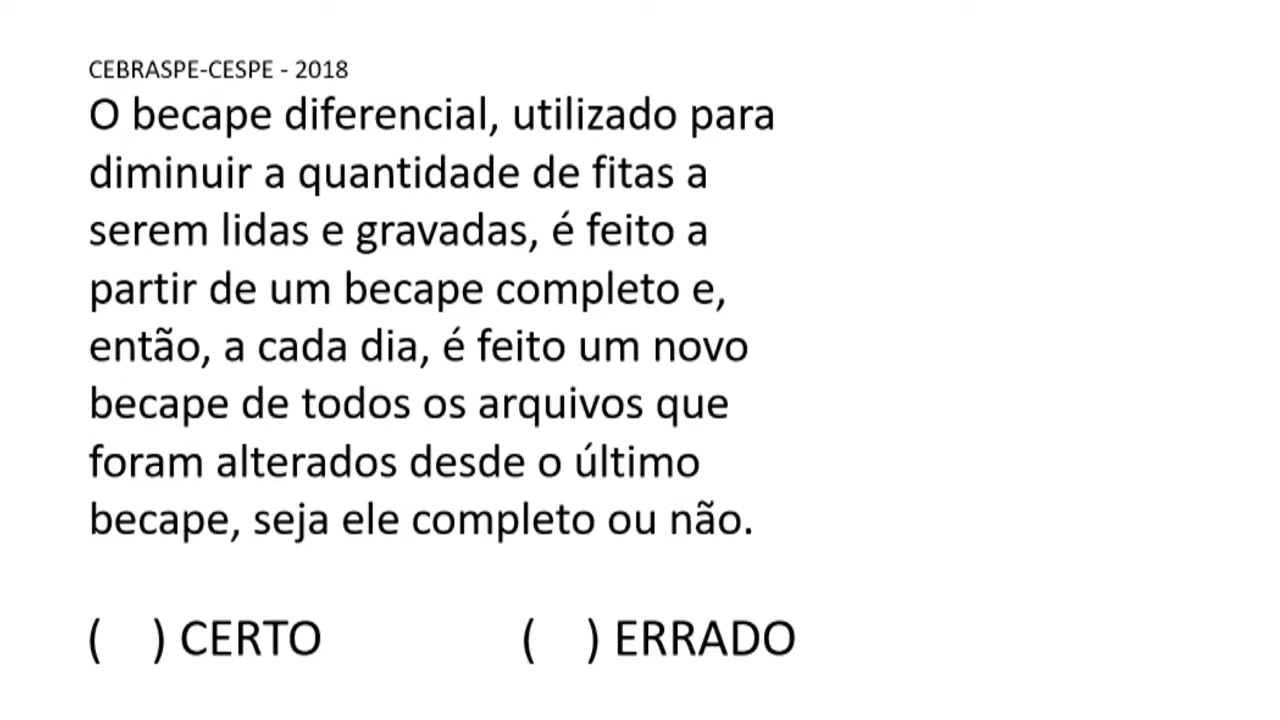 CEBRASPE-CESPE - 2018
O becape diferencial, utilizado para
diminuir a quantidade de fitas a
serem lidas e gravadas, é feito a
partir de um becape completo e,
então, a cada dia, é feito um novo
becape de todos os arquivos que
foram alterados desde o último
becape, seja ele completo ou não.
(    ) CERTO (    ) ERRADO